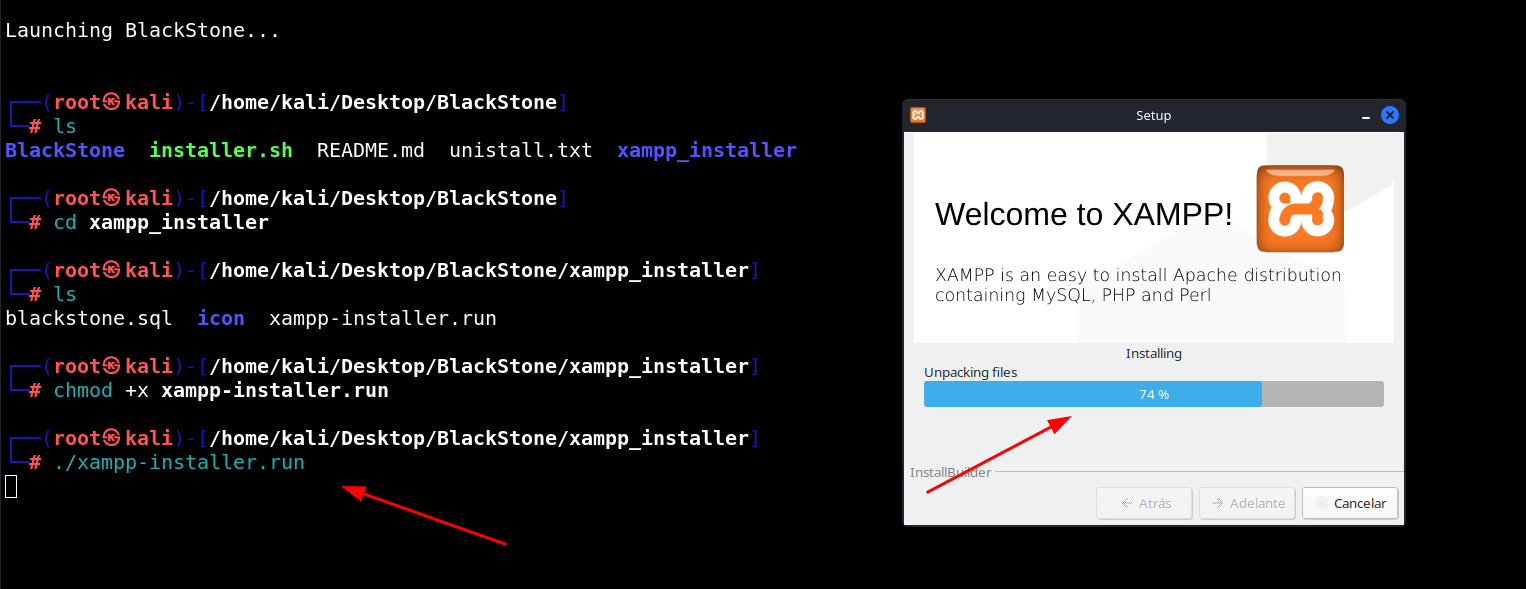 Launching BlackStone...
┌──(root㉿kali)-[/home/kali/Desktop/BlackStone]
└─# ls
BlackStone  installer.sh  README.md  unistall.txt  xampp_installer
┌──(root㉿kali)-[/home/kali/Desktop/BlackStone]
└─# cd xampp_installer
┌──(root㉿kali)-[/home/kali/Desktop/BlackStone/xampp_installer]
└─# ls
blackstone.sql  icon  xampp-installer.run
┌──(root㉿kali)-[/home/kali/Desktop/BlackStone/xampp_installer]
└─# chmod +x xampp-installer.run
┌──(root㉿kali)-[/home/kali/Desktop/BlackStone/xampp_installer]
└─# ./xampp-installer.run
Setup
Welcome to XAMPP!
XAMPP is an easy to install Apache distribution
containing MySQL, PHP and Perl
Installing
Unpacking files
74 %
InstallBuilder
Atrás
Adelante
Cancelar